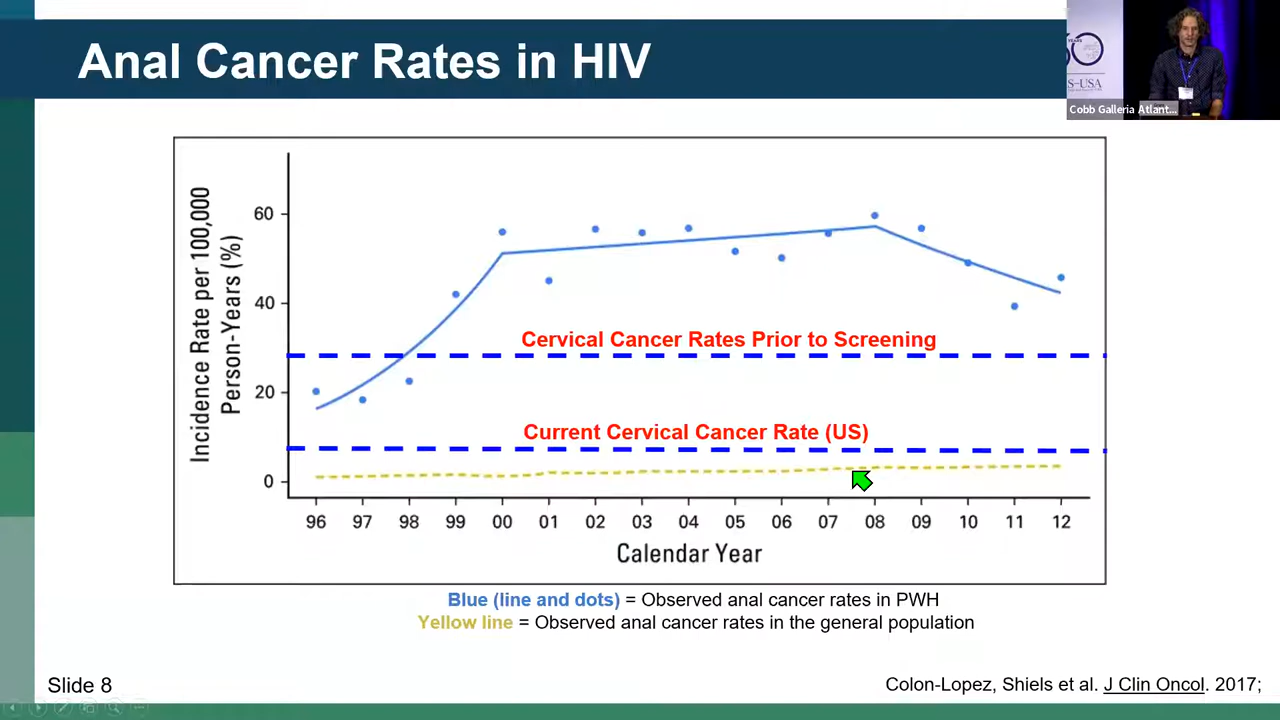 Anal Cancer Rates in HIV
YEARS
60
S–USA
Cobb Galleria Atlant...
Incidence Rate per 100,000
Person-Years (%)
60
40
20
0
Cervical Cancer Rates Prior to Screening
Current Cervical Cancer Rate (US)
96 97 98 99 00 01 02 03 04 05 06 07 08 09 10 11 12
Calendar Year
Blue (line and dots) = Observed anal cancer rates in PWH
Yellow line = Observed anal cancer rates in the general population
Slide 8
Colon-Lopez, Shiels et al. J Clin Oncol. 2017;